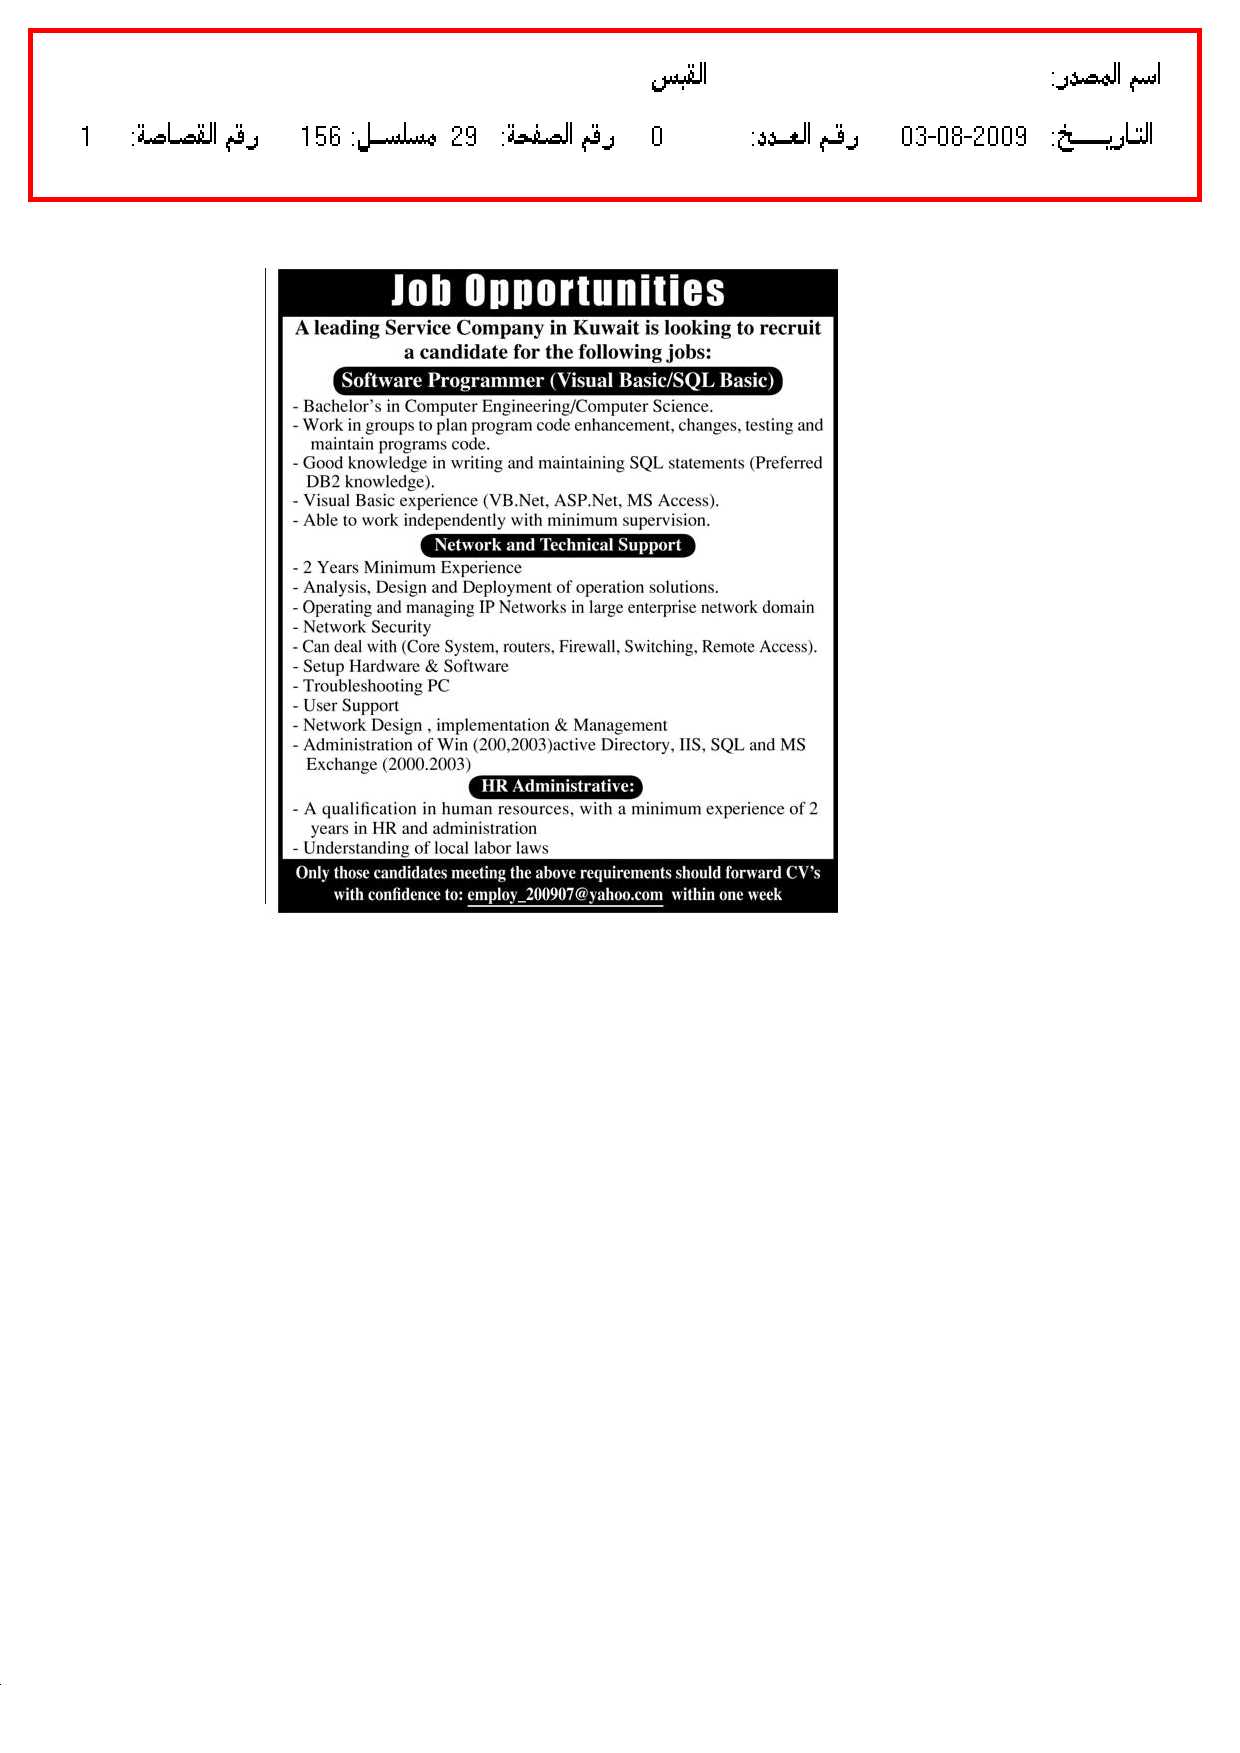 اسم المصدر: القبس
التاريـــخ: 03-08-2009 رقـم العـدد: 0 رقم الصفحة: 29 مسلسـل: 156 رقم القصاصة: 1
Job Opportunities
A leading Service Company in Kuwait is looking to recruit
a candidate for the following jobs:
Software Programmer (Visual Basic/SQL Basic)
- Bachelor's in Computer Engineering/Computer Science.
- Work in groups to plan program code enhancement, changes, testing and
maintain programs code.
- Good knowledge in writing and maintaining SQL statements (Preferred
DB2 knowledge).
- Visual Basic experience (VB.Net, ASP.Net, MS Access).
- Able to work independently with minimum supervision.
Network and Technical Support
- 2 Years Minimum Experience
- Analysis, Design and Deployment of operation solutions.
- Operating and managing IP Networks in large enterprise network domain
- Network Security
- Can deal with (Core System, routers, Firewall, Switching, Remote Access).
- Setup Hardware & Software
- Troubleshooting PC
- User Support
- Network Design , implementation & Management
- Administration of Win (200,2003)active Directory, IIS, SQL and MS
Exchange (2000.2003)
HR Administrative:
- A qualification in human resources, with a minimum experience of 2
years in HR and administration
- Understanding of local labor laws
Only those candidates meeting the above requirements should forward CV's
with confidence to: employ_200907@yahoo.com within one week